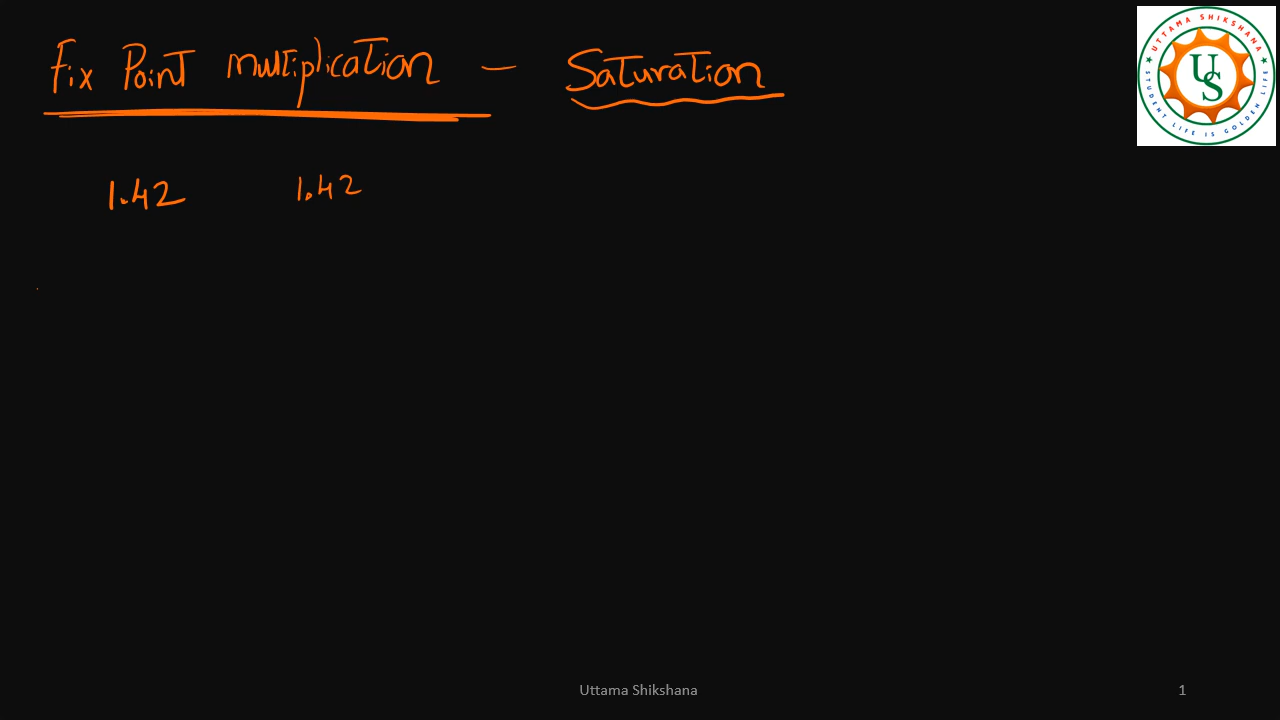 Fix Point multiplication - Saturation
1.42 1.42
UTTAMA SHIKSHANA
US
STUDENT LIFE IS GOLDEN LIFE
Uttama Shikshana
1